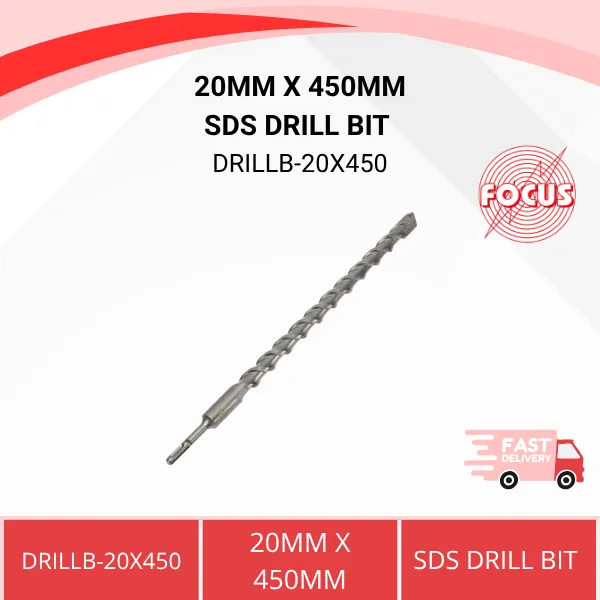 20MM X 450MM
SDS DRILL BIT
DRILLB-20X450
FOCUS
FAST
DELIVERY
DRILLB-20X450
20MM X
450MM
SDS DRILL BIT